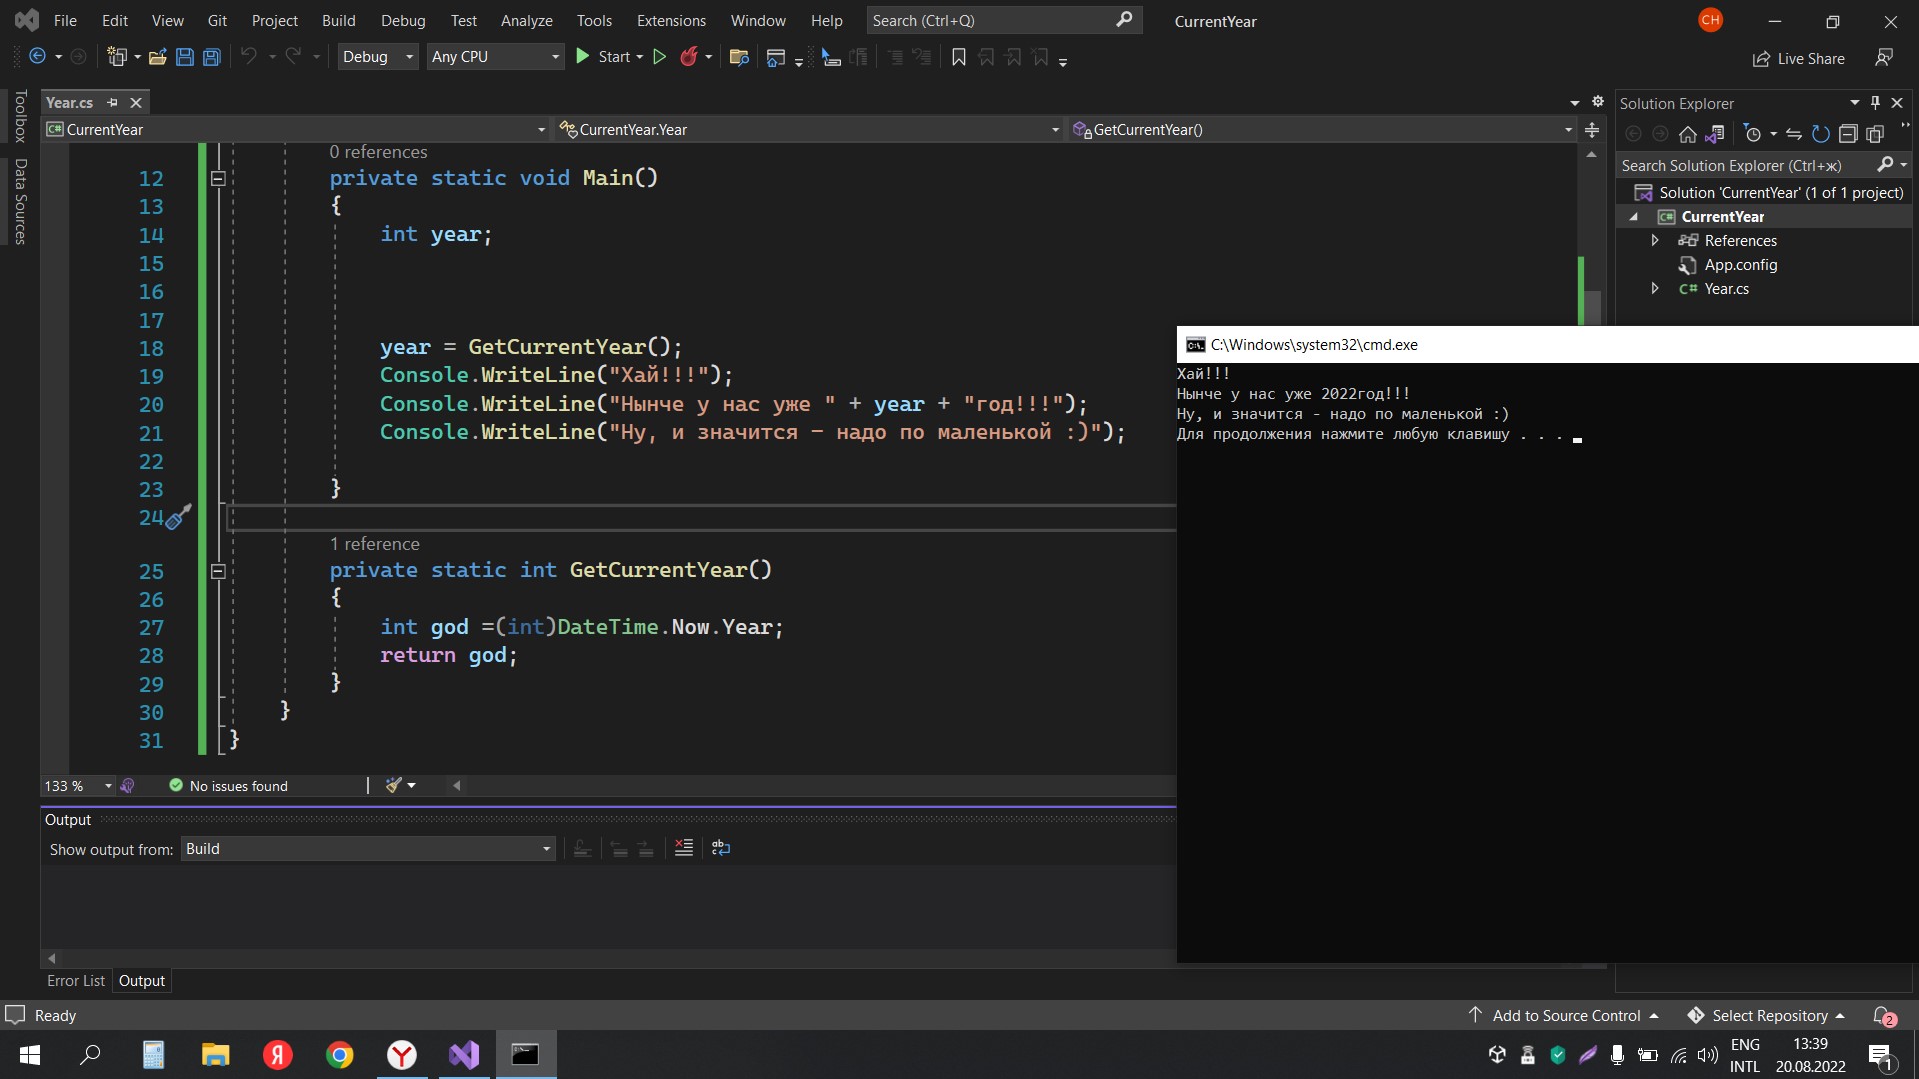 File Edit View Git Project Build Debug Test Analyze Tools Extensions Window Help Search (Ctrl+Q) CurrentYear CH
Debug Any CPU Start Live Share
Toolbox
Data Sources
Year.cs
CurrentYear CurrentYear.Year GetCurrentYear()
0 references
12 private static void Main()
13 {
14 int year;
15
16
17
18 year = GetCurrentYear();
19 Console.WriteLine("Хай!!!");
20 Console.WriteLine("Нынче у нас уже " + year + "год!!!");
21 Console.WriteLine("Ну, и значится - надо по маленькой :)");
22
23 }
24
1 reference
25 private static int GetCurrentYear()
26 {
27 int god =(int)DateTime.Now.Year;
28 return god;
29 }
30 }
31 }
133 % No issues found
Output
Show output from: Build
Error List Output
Solution Explorer
Search Solution Explorer (Ctrl+ж)
Solution 'CurrentYear' (1 of 1 project)
C# CurrentYear
References
App.config
C# Year.cs
C:\Windows\system32\cmd.exe
Хай!!!
Нынче у нас уже 2022год!!!
Ну, и значится - надо по маленькой :)
Для продолжения нажмите любую клавишу . . .
Ready Add to Source Control Select Repository 2
Я Y ENG 13:39
INTL 20.08.2022 1